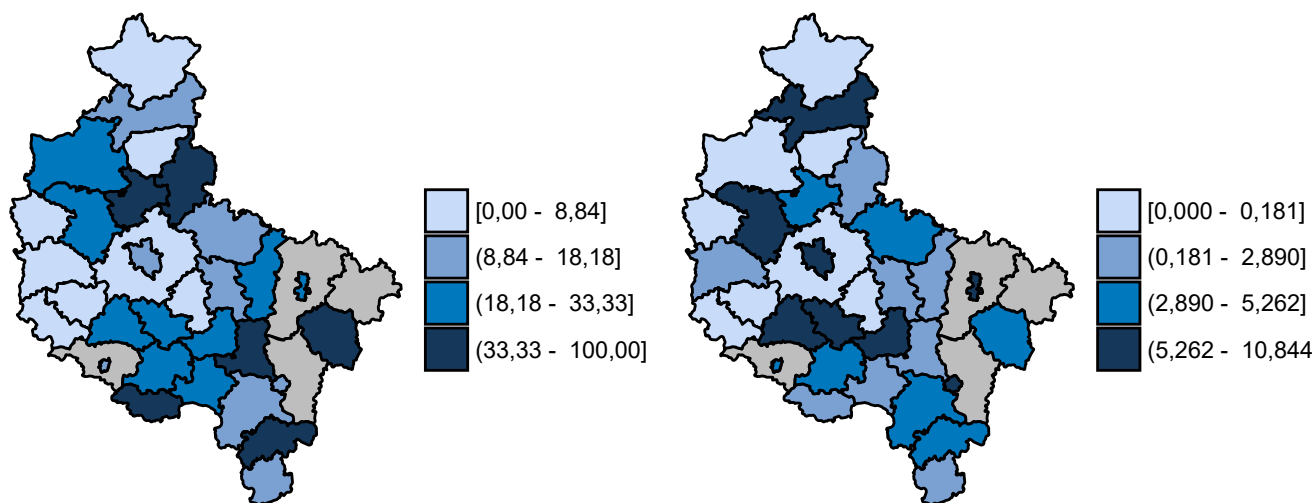 [0,00 - 8,84]
(8,84 - 18,18]
(18,18 - 33,33]
(33,33 - 100,00]
[0,000 - 0,181]
(0,181 - 2,890]
(2,890 - 5,262]
(5,262 - 10,844